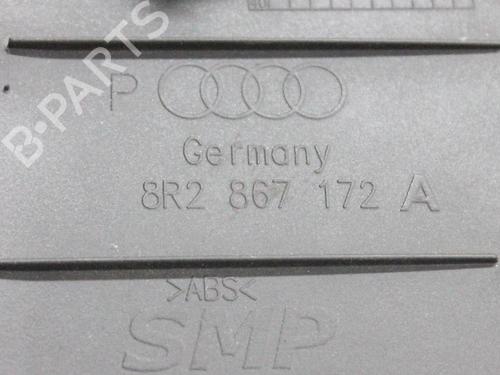 B-PARTS
P
Germany
8R2 867 172 A
>ABS<
SMP